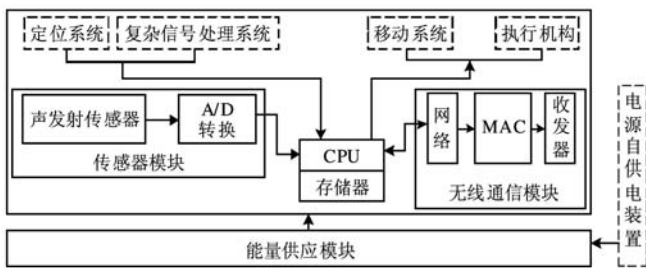 定位系统
复杂信号处理系统
移动系统
执行机构
声发射传感器
A/D
转换
传感器模块
CPU
存储器
网络
MAC
收发器
无线通信模块
能量供应模块
电源自供电装置